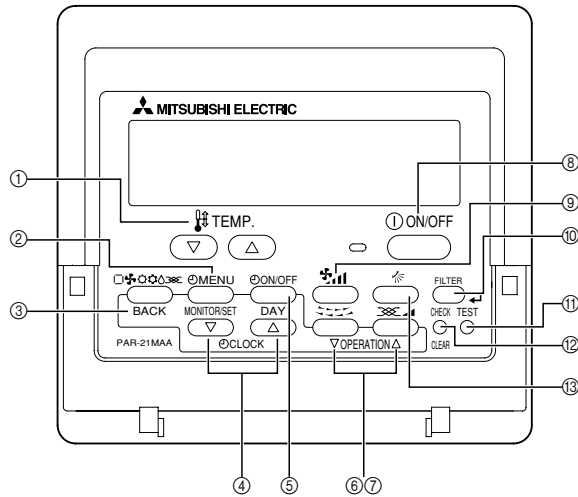 MITSUBISHI ELECTRIC
① TEMP. ON/OFF ⑧
⑨
② MENU ON/OFF FILTER ⑩
③ BACK MONITOR/SET DAY CHECK TEST ⑪
PAR-21MAA CLOCK OPERATION CLEAR ⑫
⑬
④ ⑤ ⑥⑦